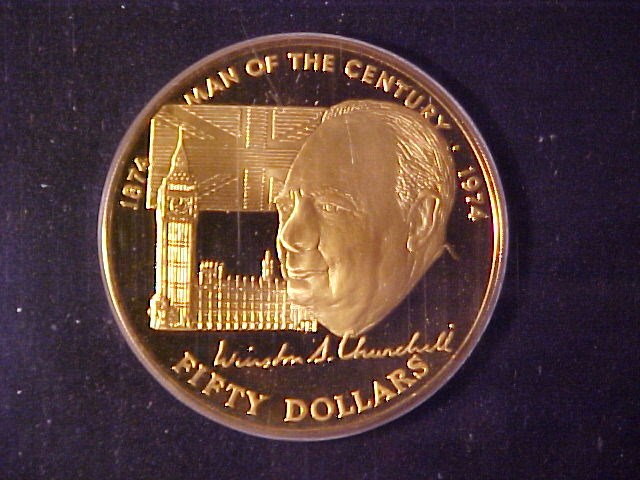 MAN OF THE CENTURY
1874 · 1974
Winston S. Churchill
FIFTY DOLLARS